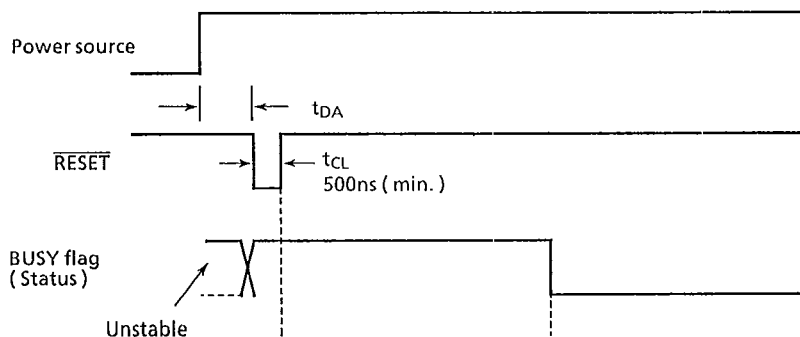 Power source
tDA
RESET
tCL
500ns ( min. )
BUSY flag
( Status )
Unstable